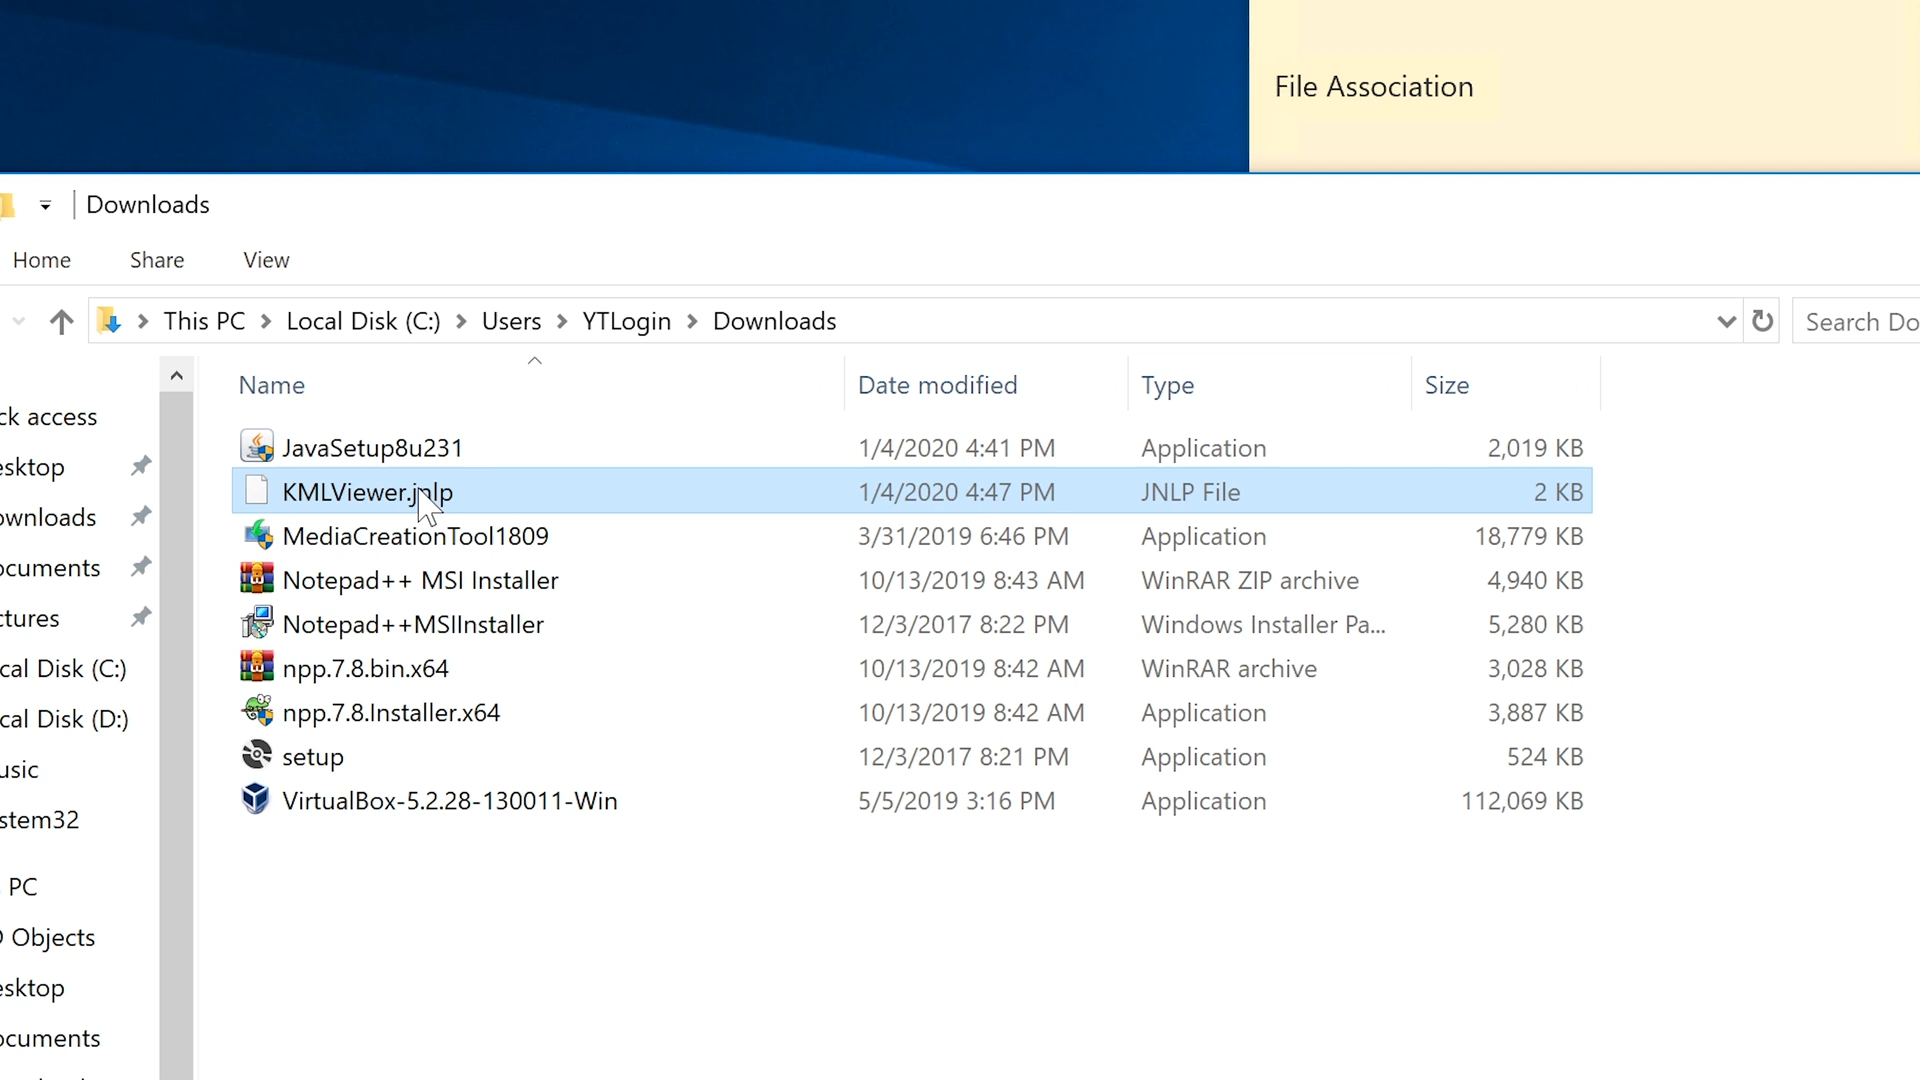 File Association
Downloads
Home Share View
This PC Local Disk (C:) Users YTLogin Downloads
Search Do
Name Date modified Type Size
ck access
esktop
ownloads
ocuments
ctures
cal Disk (C:)
cal Disk (D:)
usic
stem32
PC
Objects
esktop
ocuments
JavaSetup8u231 1/4/2020 4:41 PM Application 2,019 KB
KMLViewer.jnlp 1/4/2020 4:47 PM JNLP File 2 KB
MediaCreationTool1809 3/31/2019 6:46 PM Application 18,779 KB
Notepad++ MSI Installer 10/13/2019 8:43 AM WinRAR ZIP archive 4,940 KB
Notepad++MSIInstaller 12/3/2017 8:22 PM Windows Installer Pa... 5,280 KB
npp.7.8.bin.x64 10/13/2019 8:42 AM WinRAR archive 3,028 KB
npp.7.8.Installer.x64 10/13/2019 8:42 AM Application 3,887 KB
setup 12/3/2017 8:21 PM Application 524 KB
VirtualBox-5.2.28-130011-Win 5/5/2019 3:16 PM Application 112,069 KB